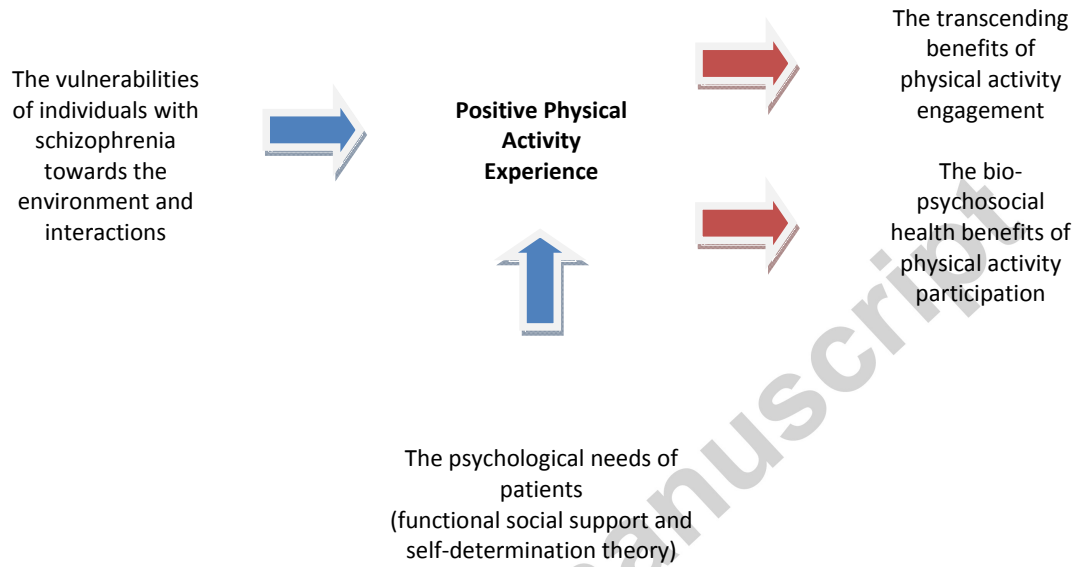 The vulnerabilities
of individuals with
schizophrenia
towards the
environment and
interactions
Positive Physical
Activity
Experience
The transcending
benefits of
physical activity
engagement
The bio-
psychosocial
health benefits of
physical activity
participation
The psychological needs of
patients
(functional social support and
self-determination theory)
anuscript